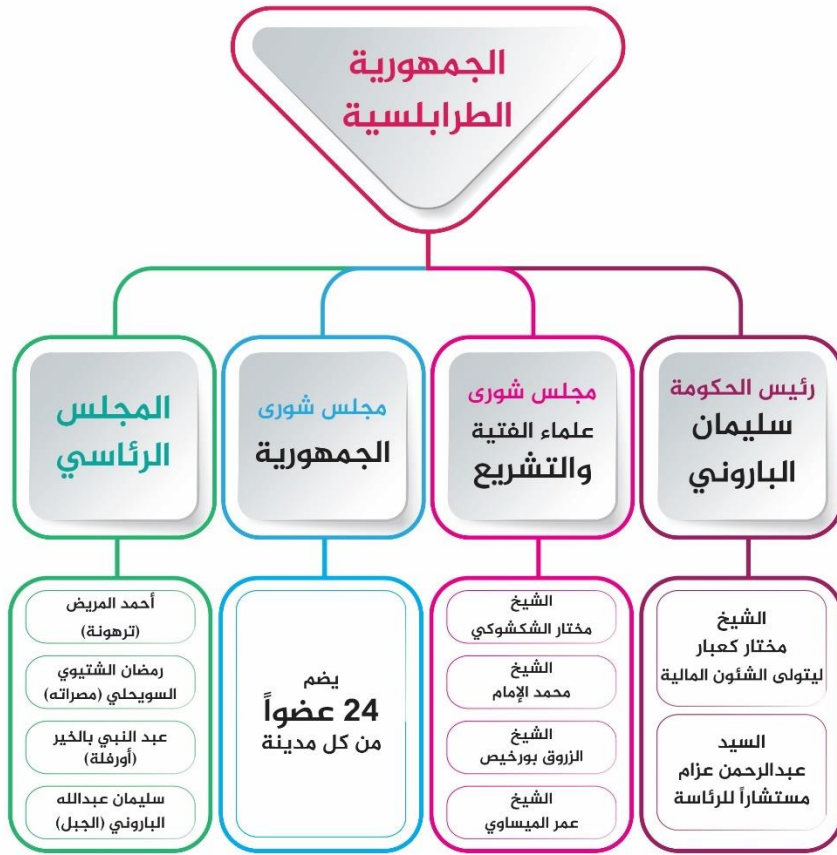 الجمهورية
الطرابلسية
رئيس الحكومة
سليمان
الباروني
مجلس شورى
علماء الفتية
والتشريع
مجلس شورى
الجمهورية
المجلس
الرئاسي
الشيخ
مختار كعبار
ليتولى الشئون المالية
السيد
عبدالرحمن عزام
مستشاراً للرئاسة
الشيخ
مختار الشكشوكي
الشيخ
محمد الإمام
الشيخ
الزروق بورخيص
الشيخ
عمر الميساوي
يضم
24 عضواً
من كل مدينة
أحمد المريض
(ترهونة)
رمضان الشتيوي
السويحلي (مصراته)
عبد النبي بالخير
(أورفلة)
سليمان عبدالله
الباروني (الجبل)